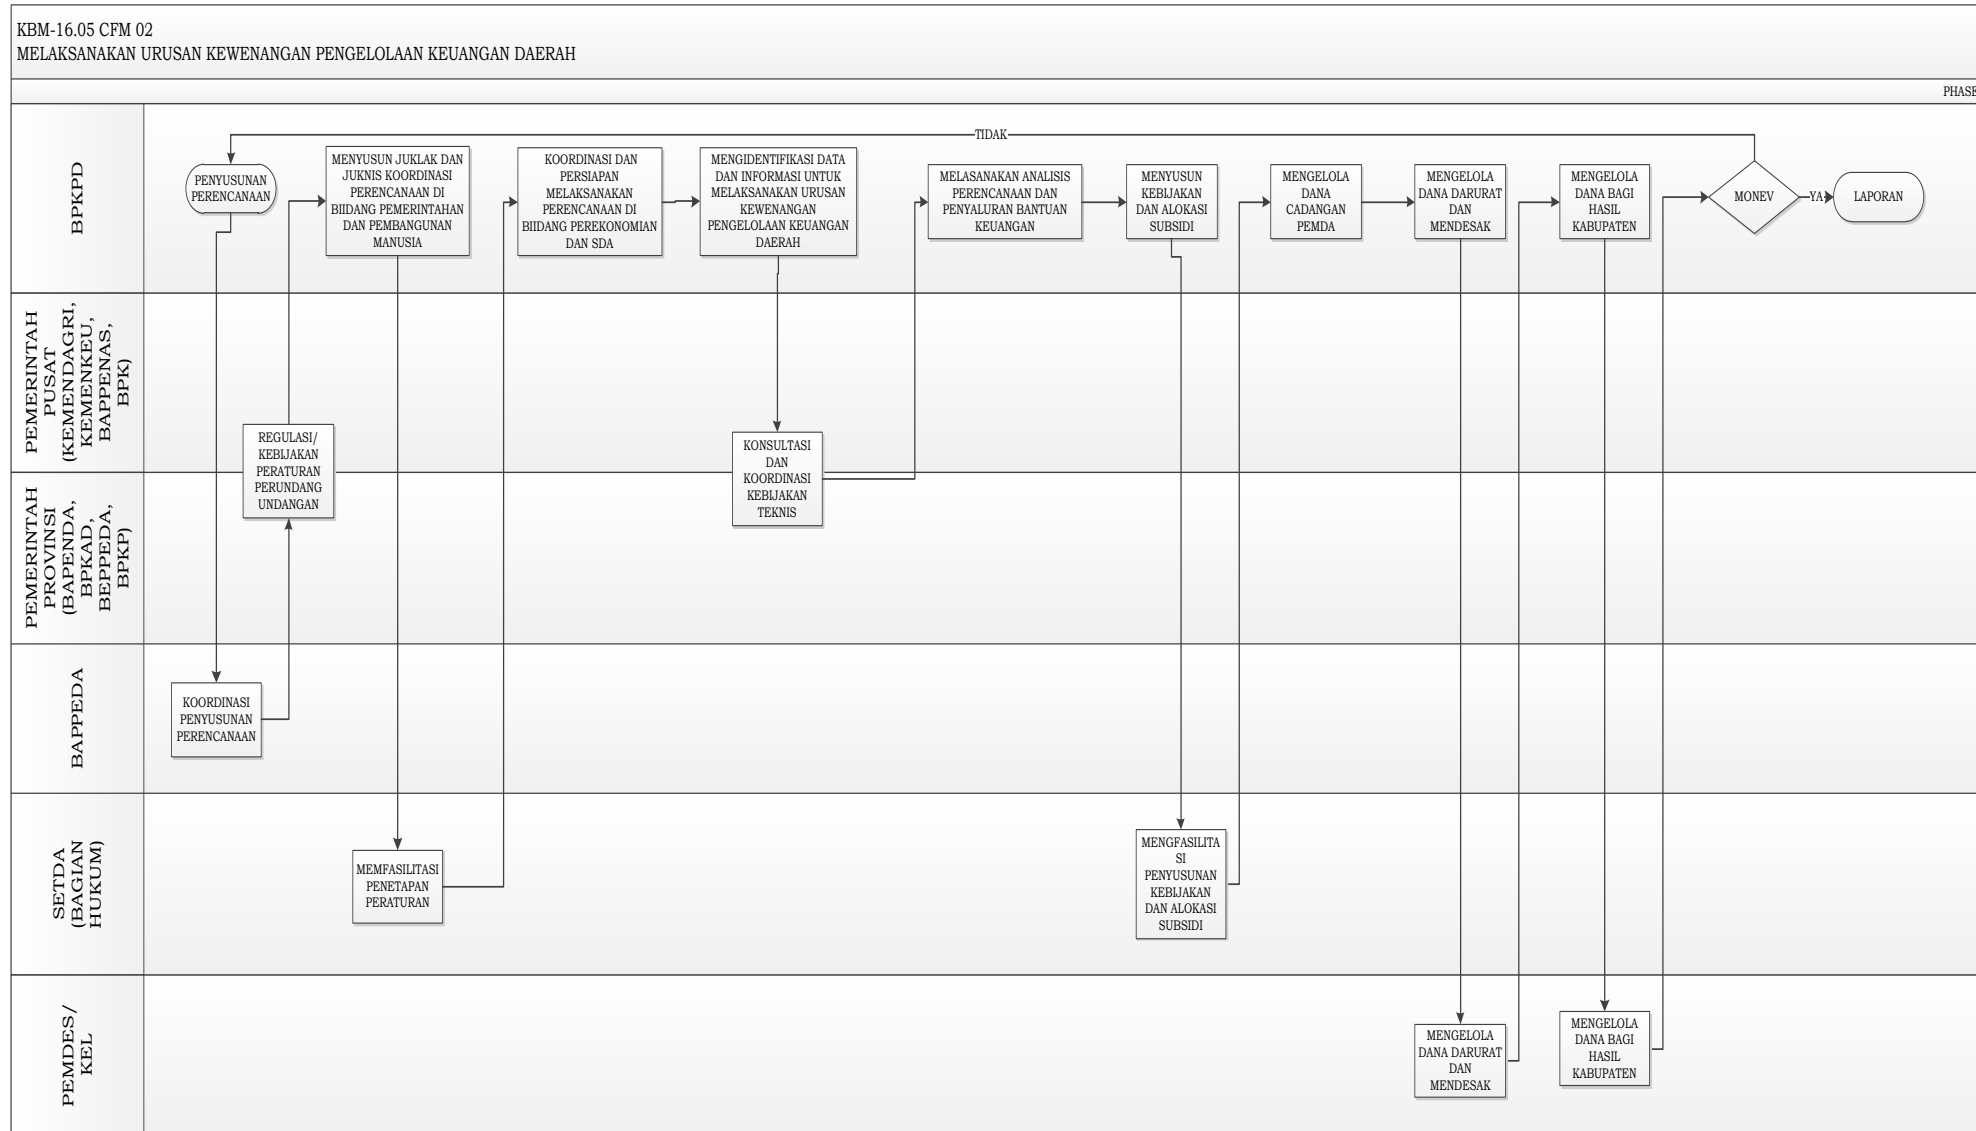 KBM-16.05 CFM 02
MELAKSANAKAN URUSAN KEWENANGAN PENGELOLAAN KEUANGAN DAERAH
PHASE
BPKPD
TIDAK
PENYUSUNAN
PERENCANAAN
MENYUSUN JUKLAK DAN
JUKNIS KOORDINASI
PERENCANAAN DI
BIIDANG PEMERINTAHAN
DAN PEMBANGUNAN
MANUSIA
KOORDINASI DAN
PERSIAPAN
MELAKSANAKAN
PERENCANAAN DI
BIIDANG PEREKONOMIAN
DAN SDA
MENGIDENTIFIKASI DATA
DAN INFORMASI UNTUK
MELAKSANAKAN URUSAN
KEWENANGAN
PENGELOLAAN KEUANGAN
DAERAH
MELASANAKAN ANALISIS
PERENCANAAN DAN
PENYALURAN BANTUAN
KEUANGAN
MENYUSUN
KEBIJAKAN
DAN ALOKASI
SUBSIDI
MENGELOLA
DANA
CADANGAN
PEMDA
MENGELOLA
DANA DARURAT
DAN
MENDESAK
MENGELOLA
DANA BAGI
HASIL
KABUPATEN
MONEV
YA
LAPORAN
PEMERINTAH
PUSAT
(KEMENDAGRI,
KEMENKEU,
BAPPENAS,
BPK)
REGULASI/
KEBIJAKAN
PERATURAN
PERUNDANG
UNDANGAN
KONSULTASI
DAN
KOORDINASI
KEBIJAKAN
TEKNIS
PEMERINTAH
PROVINSI
(BAPENDA,
BPKAD,
BEPPEDA,
BPKP)
BAPPEDA
KOORDINASI
PENYUSUNAN
PERENCANAAN
SETDA
(BAGIAN
HUKUM)
MEMFASILITASI
PENETAPAN
PERATURAN
MENGFASILITA
SI
PENYUSUNAN
KEBIJAKAN
DAN ALOKASI
SUBSIDI
PEMDES/
KEL
MENGELOLA
DANA DARURAT
DAN
MENDESAK
MENGELOLA
DANA BAGI
HASIL
KABUPATEN